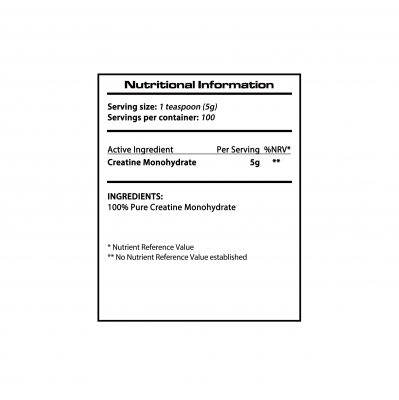 Nutritional Information
Serving size: 1 teaspoon (5g)
Servings per container: 100
Active Ingredient Per Serving %NRV*
Creatine Monohydrate 5g **
INGREDIENTS:
100% Pure Creatine Monohydrate
* Nutrient Reference Value
** No Nutrient Reference Value established